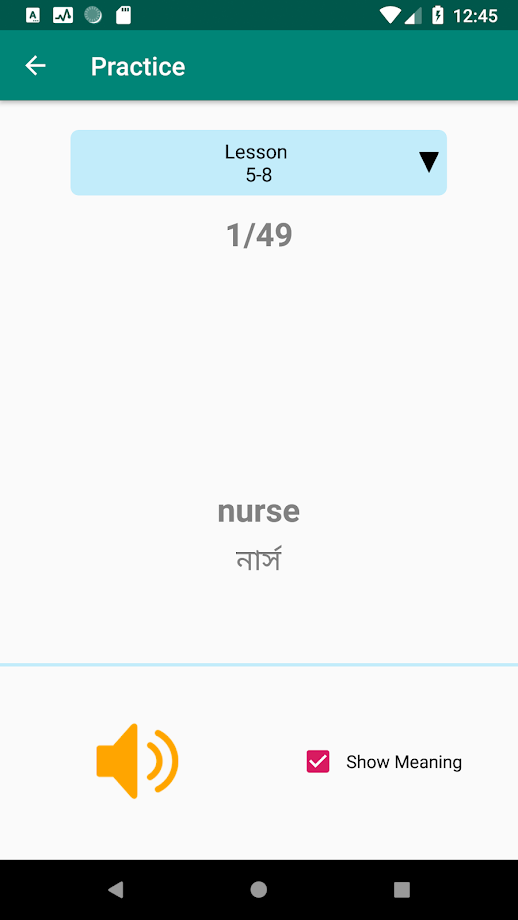 12:45
Practice
Lesson
5-8
1/49
nurse
নার্স
Show Meaning